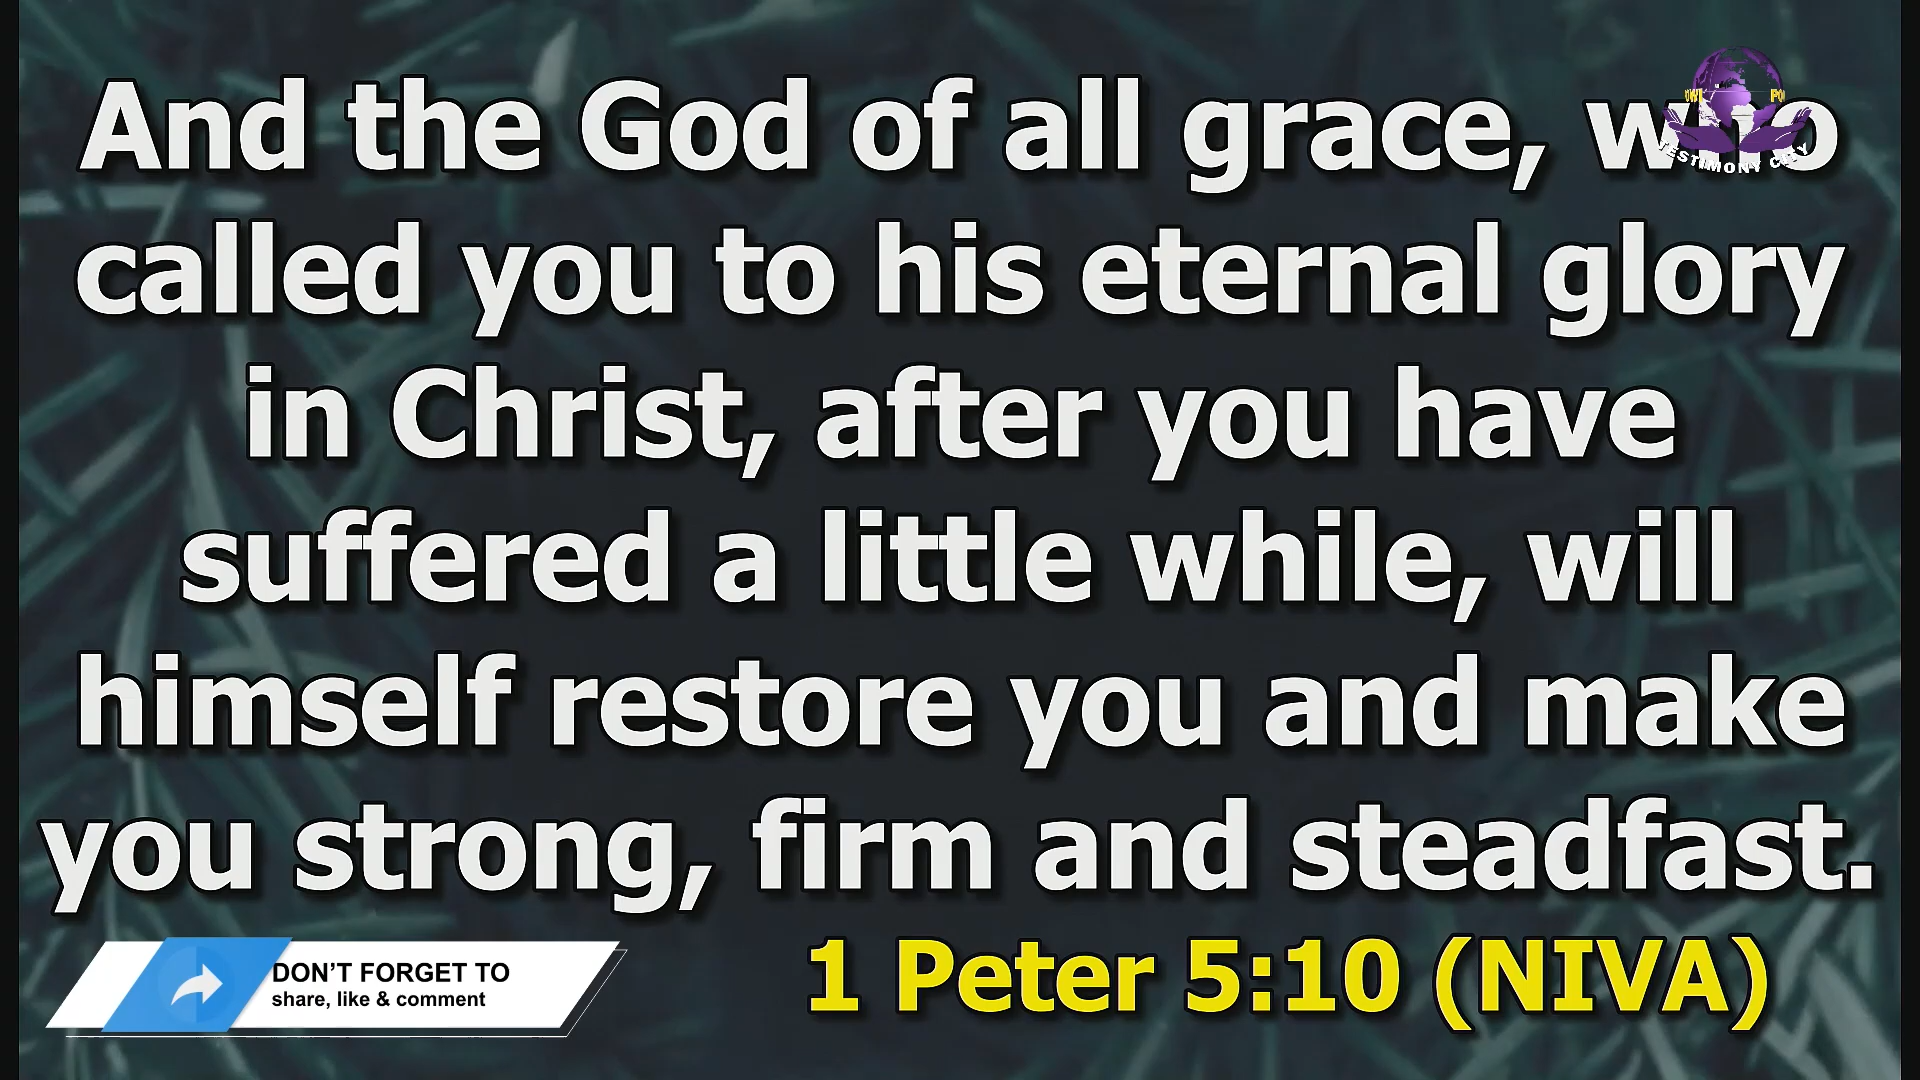 And the God of all grace, who
called you to his eternal glory
in Christ, after you have
suffered a little while, will
himself restore you and make
you strong, firm and steadfast.
1 Peter 5:10 (NIVA)
TESTIMONY CITY
DON'T FORGET TO
share, like & comment